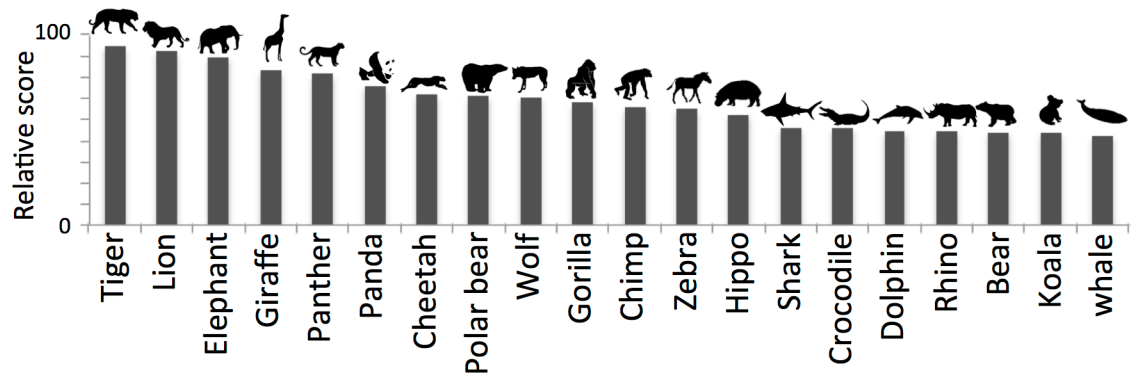 Relative score
100
0
Tiger
Lion
Elephant
Giraffe
Panther
Panda
Cheetah
Polar bear
Wolf
Gorilla
Chimp
Zebra
Hippo
Shark
Crocodile
Dolphin
Rhino
Bear
Koala
whale